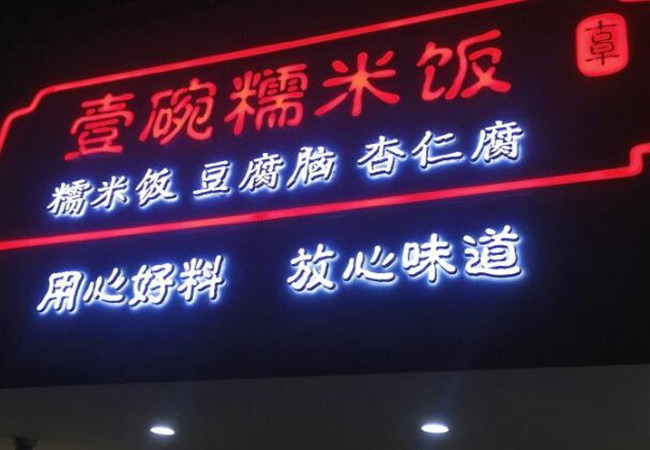 壹碗糯米饭
糯米饭 豆腐脑 杏仁腐
用心好料 放心味道